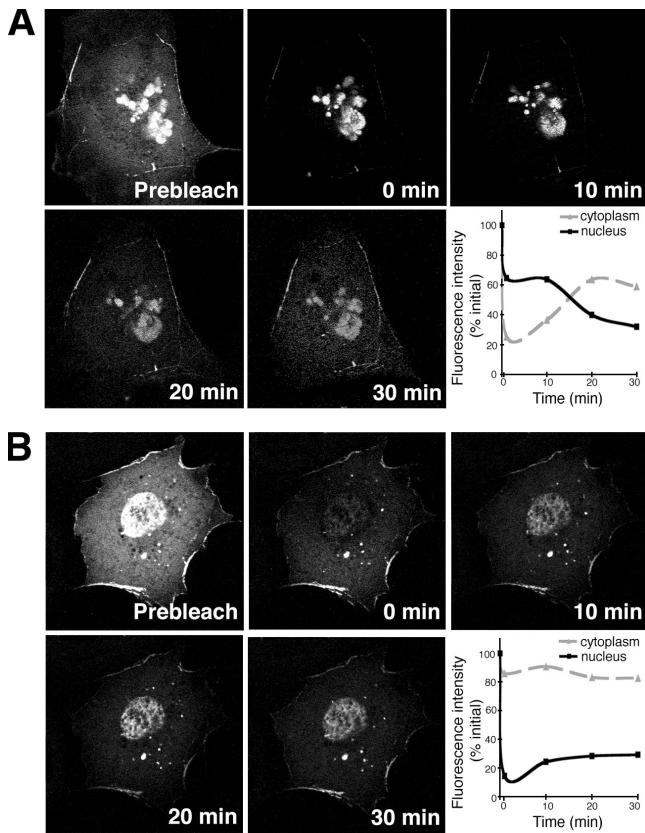 A
Prebleach
0 min
10 min
20 min
30 min
Fluorescence intensity
(% initial)
cytoplasm
nucleus
100
80
60
40
20
0
0 10 20 30
Time (min)
B
Prebleach
0 min
10 min
20 min
30 min
Fluorescence intensity
(% initial)
cytoplasm
nucleus
100
80
60
40
20
0
0 10 20 30
Time (min)